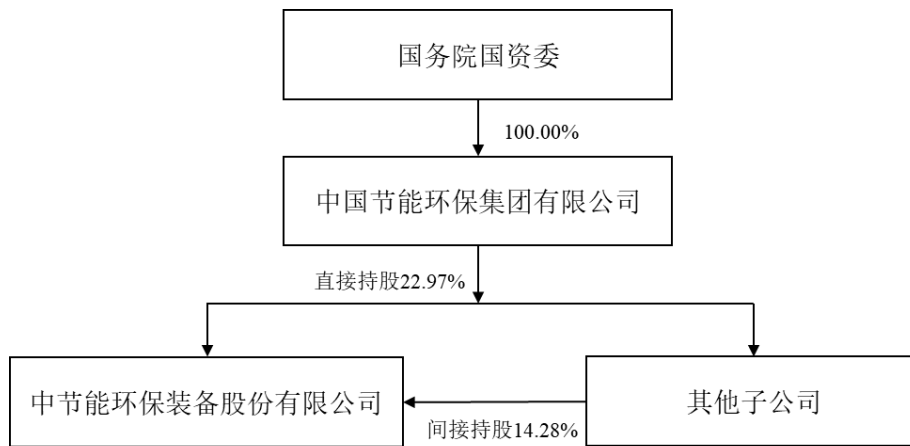 国务院国资委
100.00%
中国节能环保集团有限公司
直接持股22.97%
中节能环保装备股份有限公司
其他子公司
间接持股14.28%